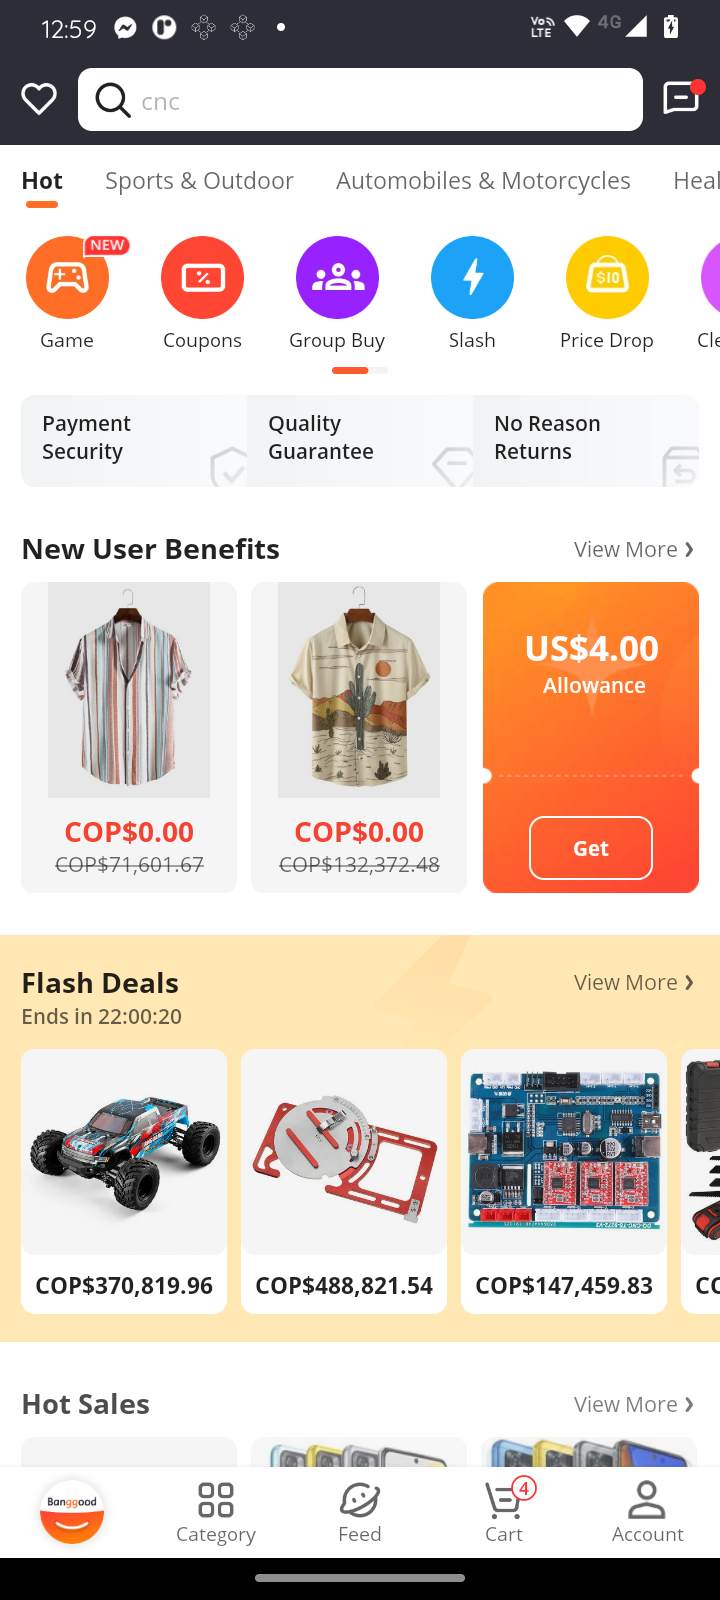 12:59
Vo
LTE
4G
cnc
Hot
Sports & Outdoor
Automobiles & Motorcycles
Heal
NEW
$10
Game
Coupons
Group Buy
Slash
Price Drop
Cle
Payment
Security
Quality
Guarantee
No Reason
Returns
New User Benefits
View More
US$4.00
Allowance
Get
COP$0.00
COP$71,601.67
COP$0.00
COP$132,372.48
Flash Deals
View More
Ends in 22:00:20
COP$370,819.96
COP$488,821.54
COP$147,459.83
CO
Hot Sales
View More
Banggood
Category
Feed
4
Cart
Account